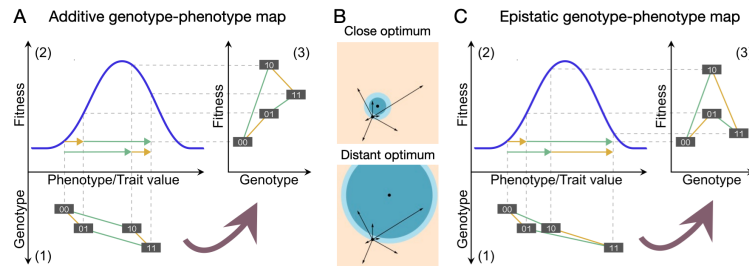 A Additive genotype-phenotype map
(2)
(3)
Fitness
Fitness
10
11
01
00
Phenotype/Trait value
Genotype
Genotype
00
01
10
11
(1)
B
Close optimum
Distant optimum
C Epistatic genotype-phenotype map
(2)
(3)
Fitness
Fitness
10
01
11
00
Phenotype/Trait value
Genotype
Genotype
00
01
10
11
(1)